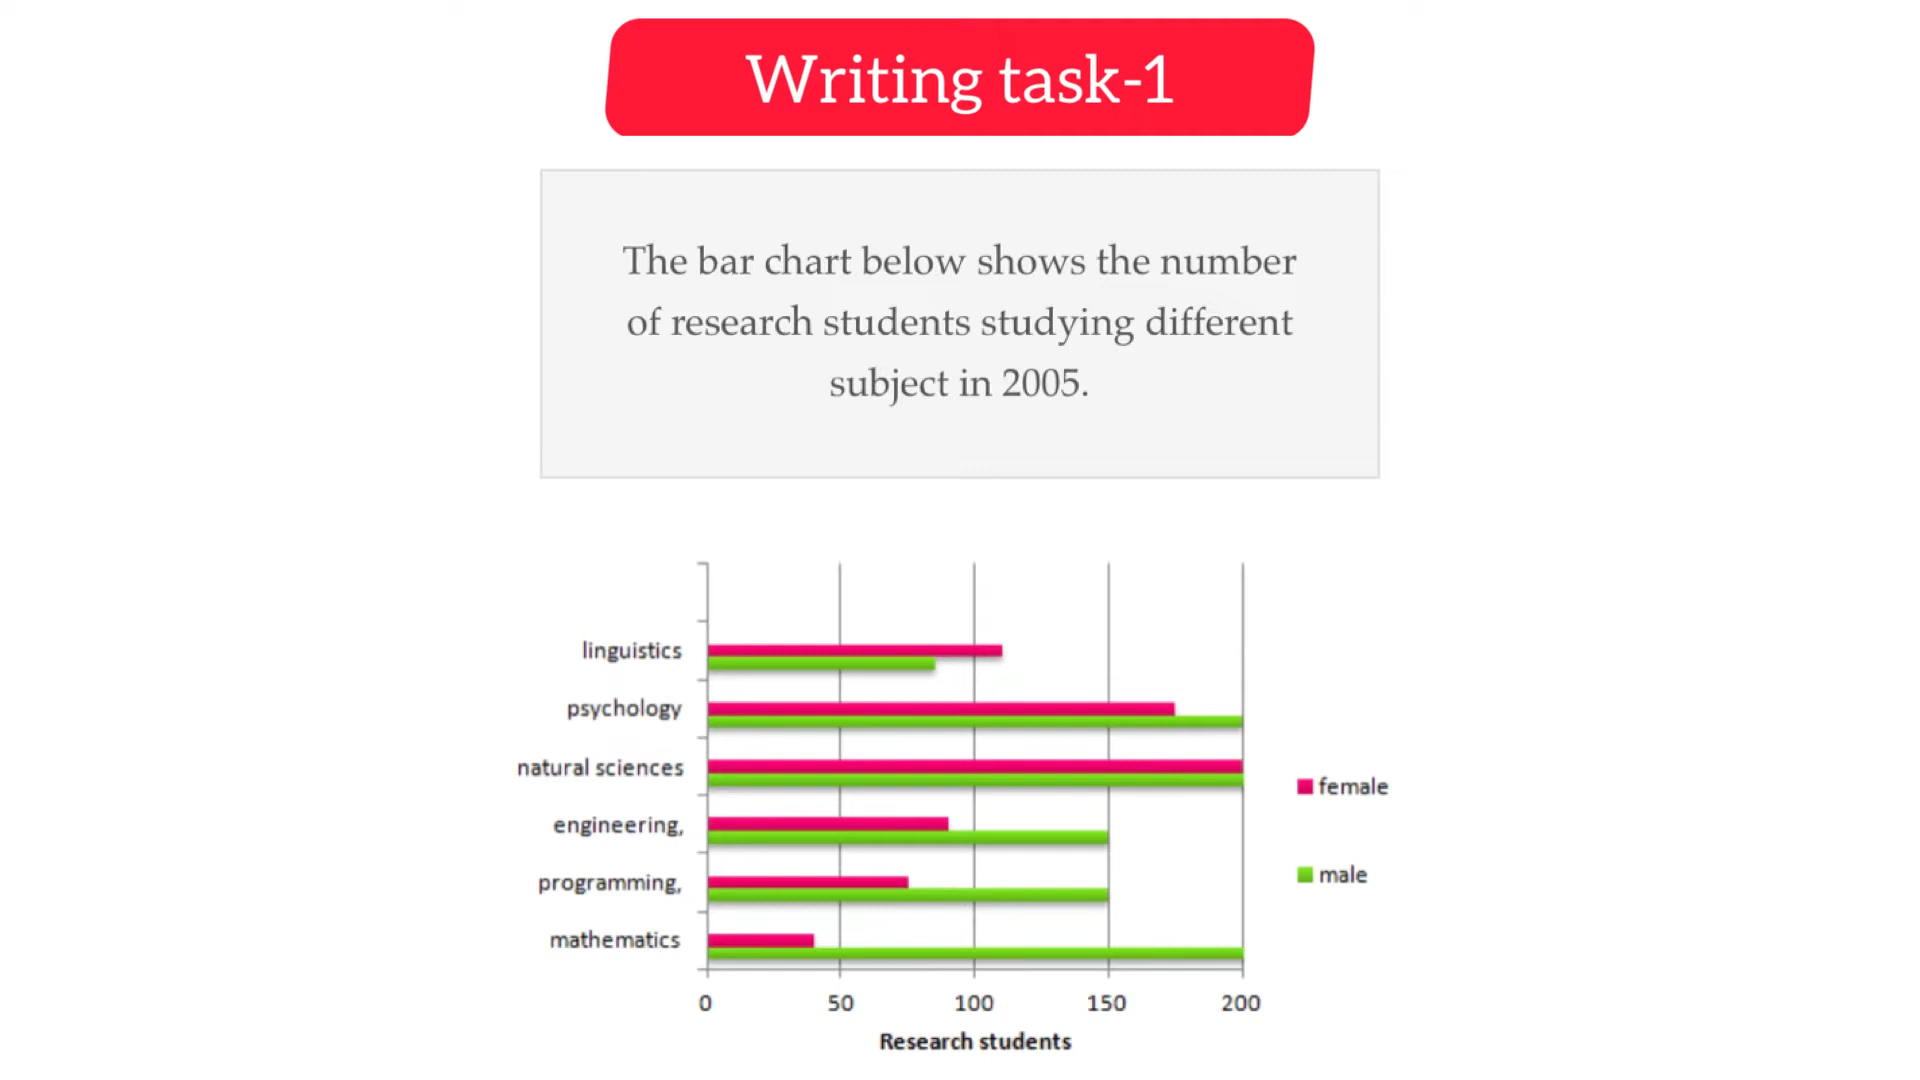 Writing task-1
The bar chart below shows the number
of research students studying different
subject in 2005.
linguistics
psychology
natural sciences
engineering,
programming,
mathematics
female
male
0 50 100 150 200
Research students